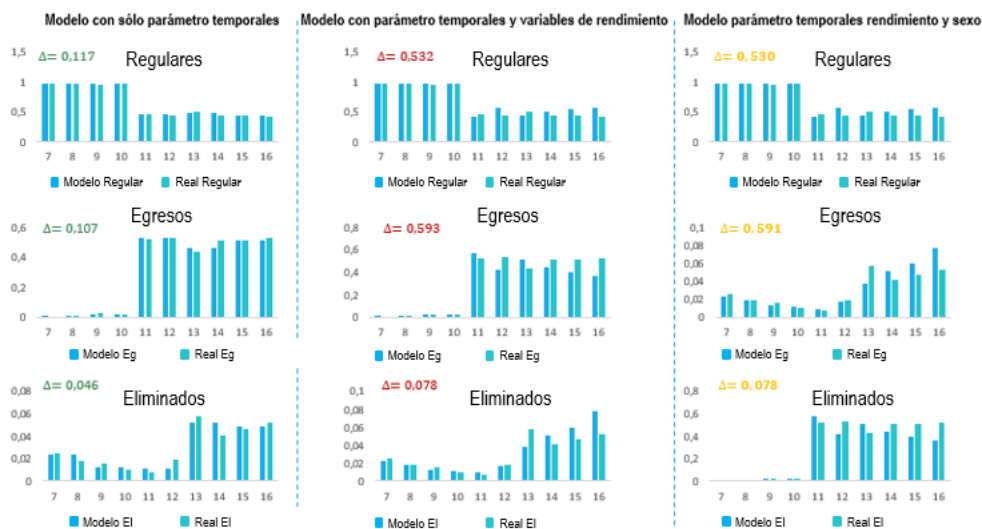 Modelo con sólo parámetro temporales
Δ= 0,117
Regulares
1,5
1
0,5
0
7 8 9 10 11 12 13 14 15 16
Modelo Regular Real Regular
Egresos
Δ= 0,107
0,6
0,4
0,2
0
7 8 9 10 11 12 13 14 15 16
Modelo Eg Real Eg
Δ= 0,046
Eliminados
0,08
0,06
0,04
0,02
0
7 8 9 10 11 12 13 14 15 16
Modelo El Real El
Modelo con parámetro temporales y variables de rendimiento
Δ= 0,532
Regulares
1,5
1
0,5
0
7 8 9 10 11 12 13 14 15 16
Modelo Regular Real Regular
Egresos
Δ= 0,593
0,8
0,6
0,4
0,2
0
7 8 9 10 11 12 13 14 15 16
Modelo Eg Real Eg
Δ= 0,078
Eliminados
0,1
0,08
0,06
0,04
0,02
0
7 8 9 10 11 12 13 14 15 16
Modelo El Real El
Modelo parámetro temporales rendimiento y sexo
Δ= 0,530
Regulares
1,5
1
0,5
0
7 8 9 10 11 12 13 14 15 16
Modelo Regular Real Regular
Egresos
Δ= 0,591
0,1
0,08
0,06
0,04
0,02
0
7 8 9 10 11 12 13 14 15 16
Modelo Eg Real Eg
Δ= 0,078
Eliminados
0,8
0,6
0,4
0,2
0
7 8 9 10 11 12 13 14 15 16
Modelo El Real El